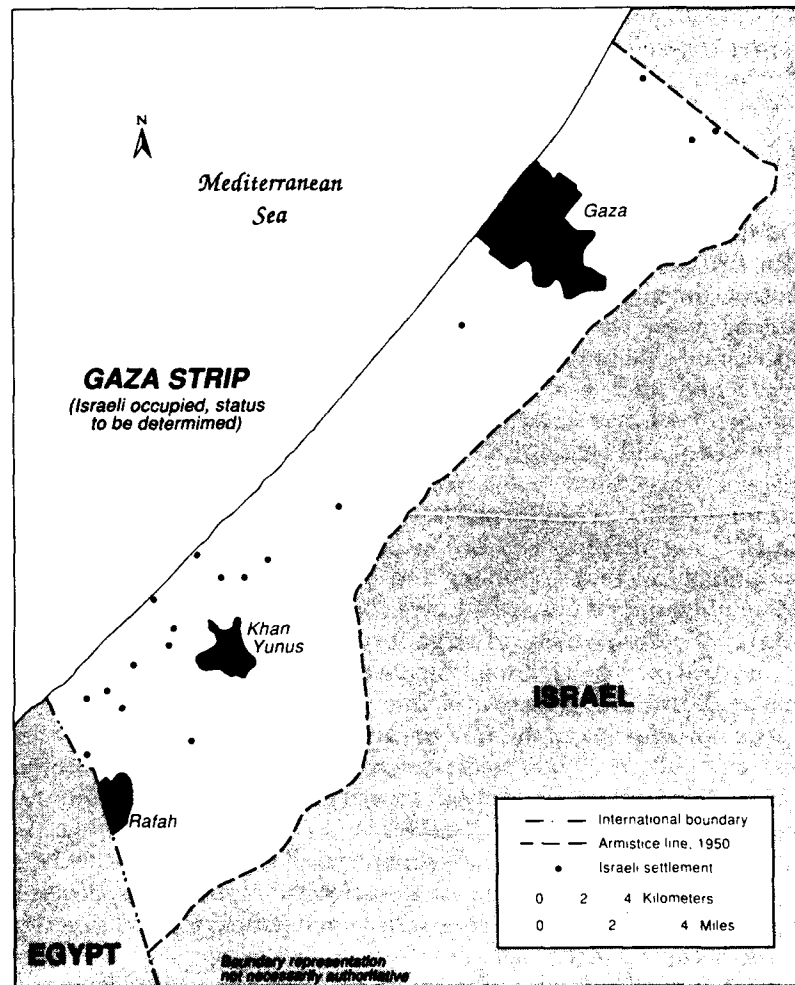 N
Mediterranean
Sea
Gaza
GAZA STRIP
(Israeli occupied, status
to be determimed)
Khan
Yunus
ISRAEL
Rafah
EGYPT
Boundary representation
not necessarily authoritative
International boundary
Armistice line, 1950
Israeli settlement
0 2 4 Kilometers
0 2 4 Miles